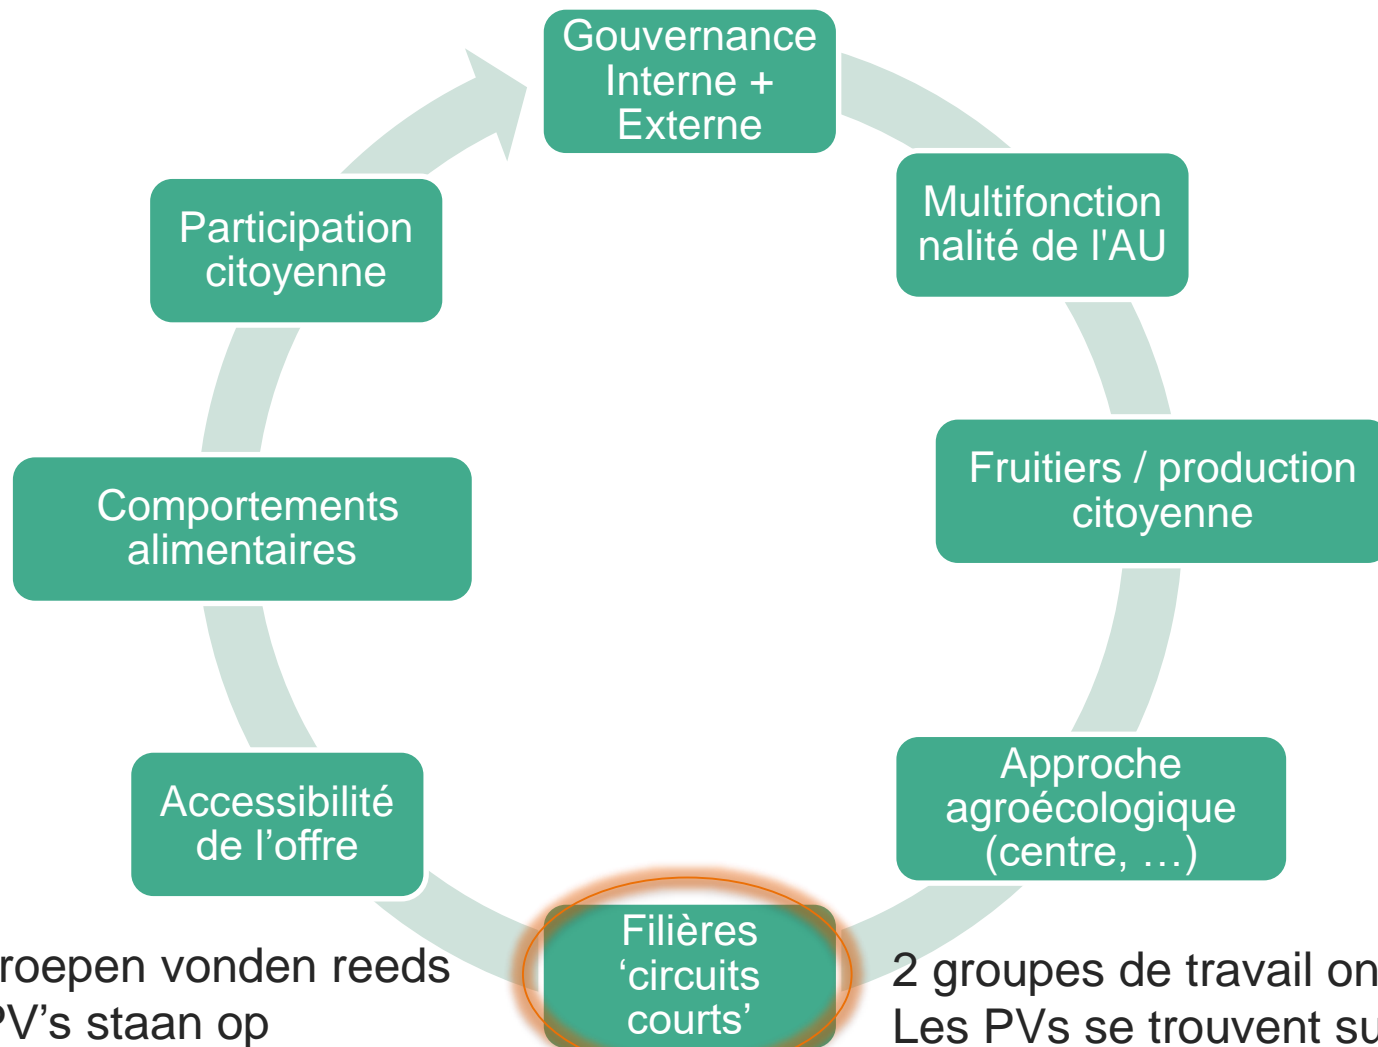 Gouvernance
Interne +
Externe
Multifonction
nalité de l'AU
Fruitiers / production
citoyenne
Approche
agroécologique
(centre, …)
Filières
‘circuits
courts’
Accessibilité
de l’offre
Comportements
alimentaires
Participation
citoyenne
roepen vonden reeds
PV’s staan op
2 groupes de travail on
Les PVs se trouvent su